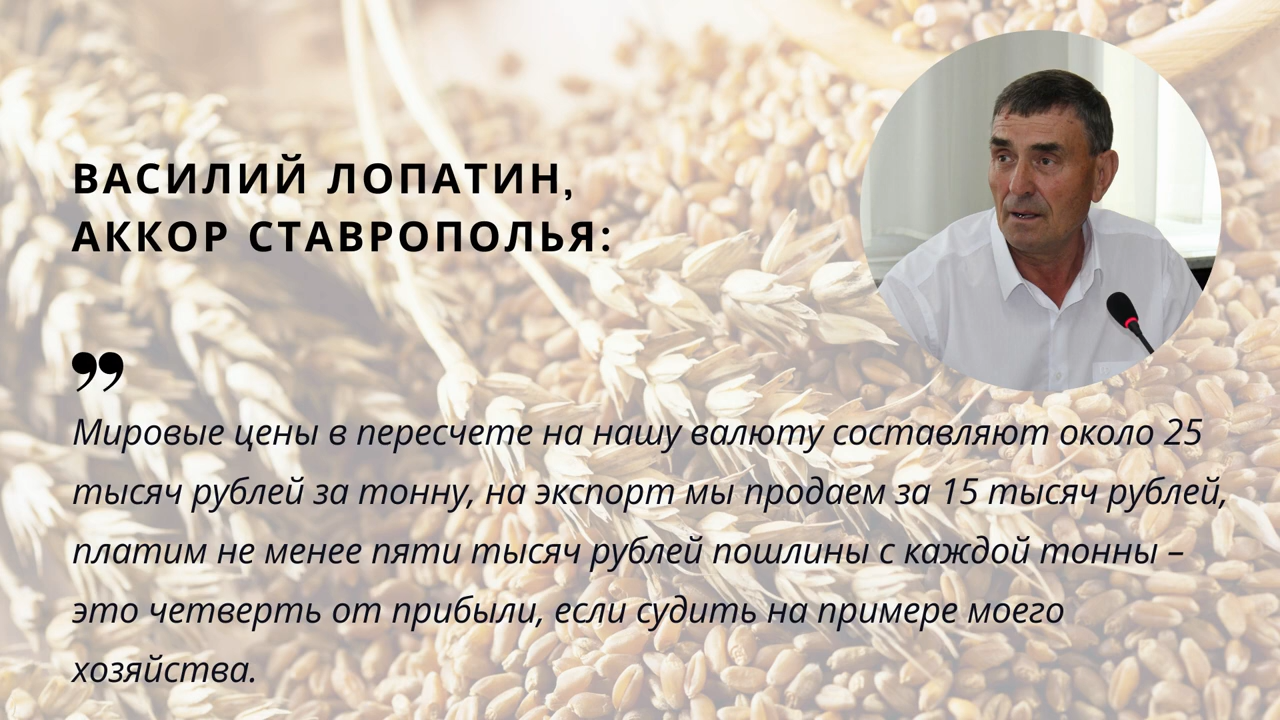 ВАСИЛИЙ ЛОПАТИН,
АККОР СТАВРОПОЛЬЯ:
”
Мировые цены в пересчете на нашу валюту составляют около 25
тысяч рублей за тонну, на экспорт мы продаем за 15 тысяч рублей,
платим не менее пяти тысяч рублей пошлины с каждой тонны –
это четверть от прибыли, если судить на примере моего
хозяйства.